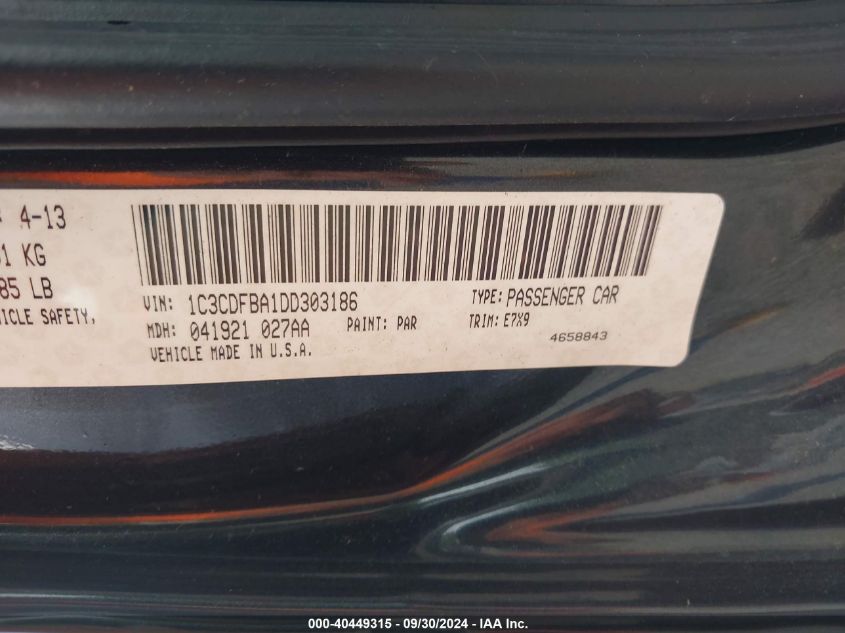 4-13
1 KG
85 LB
HICLE SAFETY,
VIN: 1C3CDFBA1DD303186
TYPE: PASSENGER CAR
MDH: 041921 027AA
PAINT: PAR
TRIM: E7X9
VEHICLE MADE IN U.S.A.
4658843
000-40449315 - 09/30/2024 - IAA Inc.